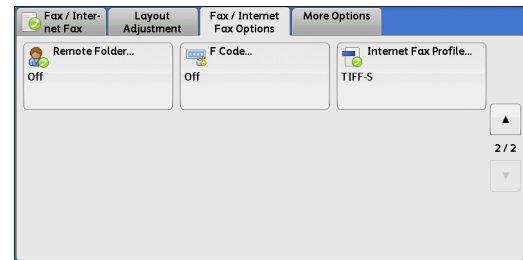 Fax / Inter-
net Fax
Layout
Adjustment
Fax / Internet
Fax Options
More Options
Remote Folder...
Off
F Code...
Off
Internet Fax Profile...
TIFF-S
2 / 2